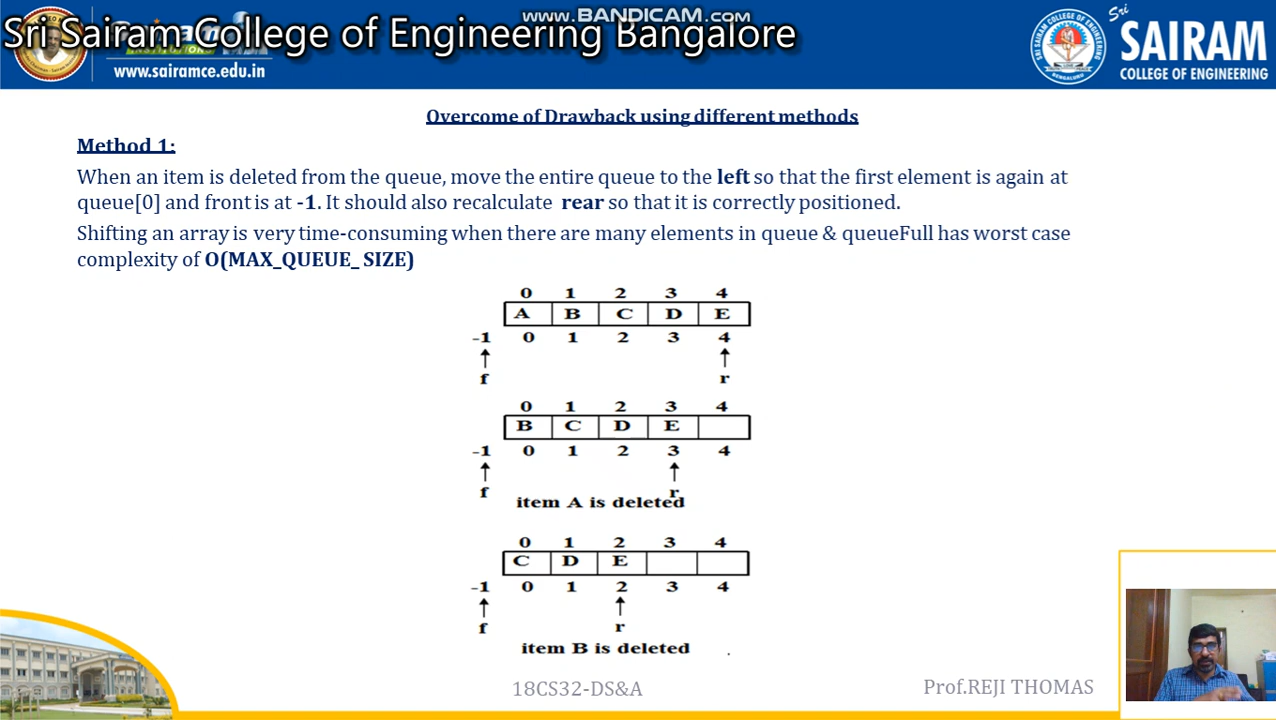 www.BANDICAM.com
Sri Sairam College of Engineering Bangalore
INSTITUTIONS
www.sairamce.edu.in
Sri
SAIRAM
COLLEGE OF ENGINEERING
Overcome of Drawback using different methods
Method 1:
When an item is deleted from the queue, move the entire queue to the left so that the first element is again at
queue[0] and front is at -1. It should also recalculate rear so that it is correctly positioned.
Shifting an array is very time-consuming when there are many elements in queue & queueFull has worst case
complexity of O(MAX_QUEUE_ SIZE)
0 1 2 3 4
A B C D E
-1 0 1 2 3 4
f r
0 1 2 3 4
B C D E
-1 0 1 2 3 4
f r
item A is deleted
0 1 2 3 4
C D E
-1 0 1 2 3 4
f r
item B is deleted
18CS32-DS&A
Prof.REJI THOMAS